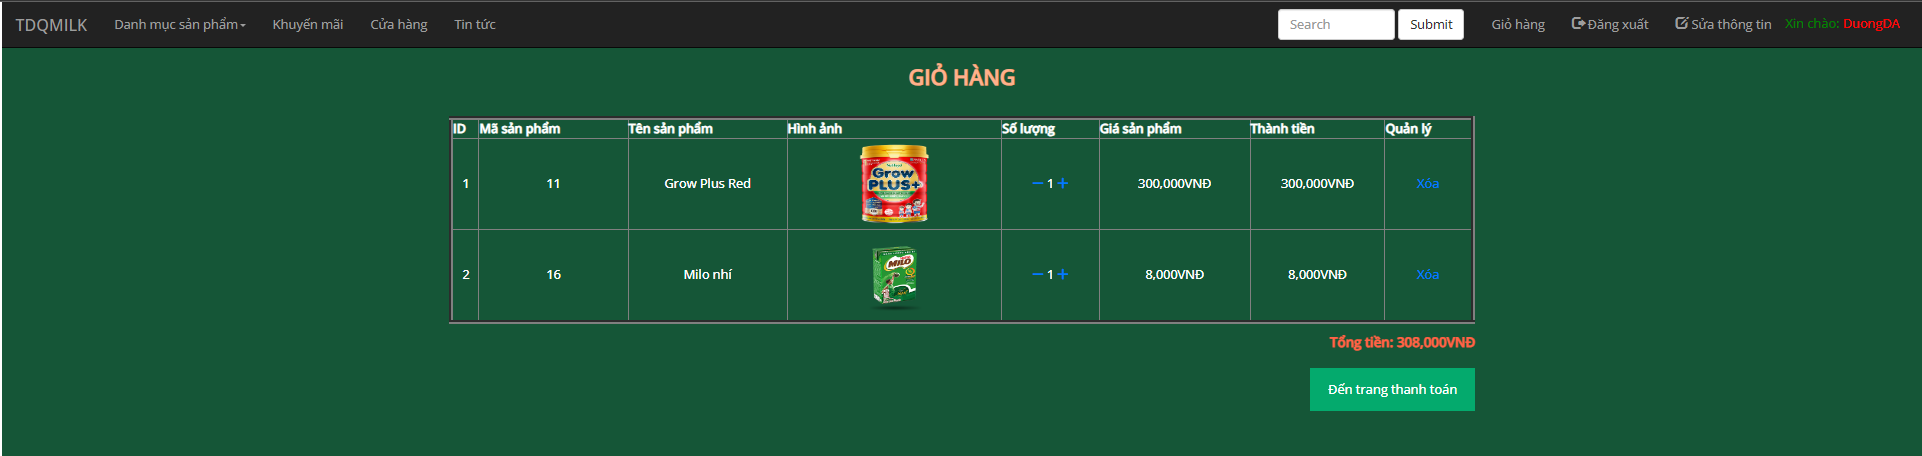 TDQMILK Danh mục sản phẩm Khuyến mãi Cửa hàng Tin tức Search Submit Giỏ hàng Đăng xuất Sửa thông tin Xin chào: DuongDA
GIỎ HÀNG
ID Mã sản phẩm Tên sản phẩm Hình ảnh Số lượng Giá sản phẩm Thành tiền Quản lý
Grow
PLUS+
1 11 Grow Plus Red 1 300,000VNĐ 300,000VNĐ Xóa
MILO
2 16 Milo nhí 1 8,000VNĐ 8,000VNĐ Xóa
Tổng tiền: 308,000VNĐ
Đến trang thanh toán